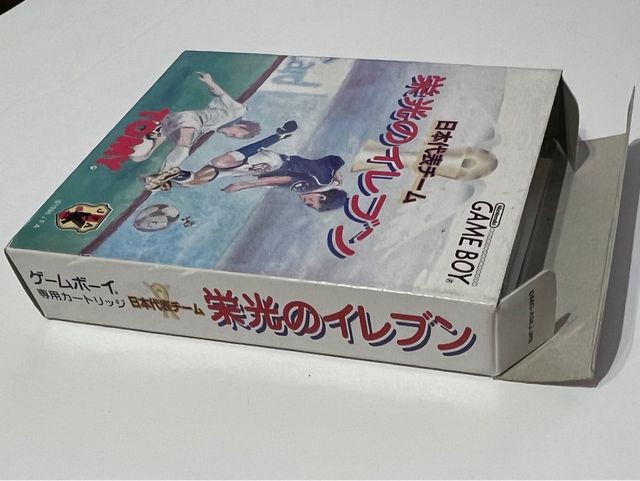 日本代表チーム
栄光のイレブン
TOMY
Nintendo
GAME BOY
ゲームボーイ
専用カートリッジ
日本代表チーム
栄光のイレブン